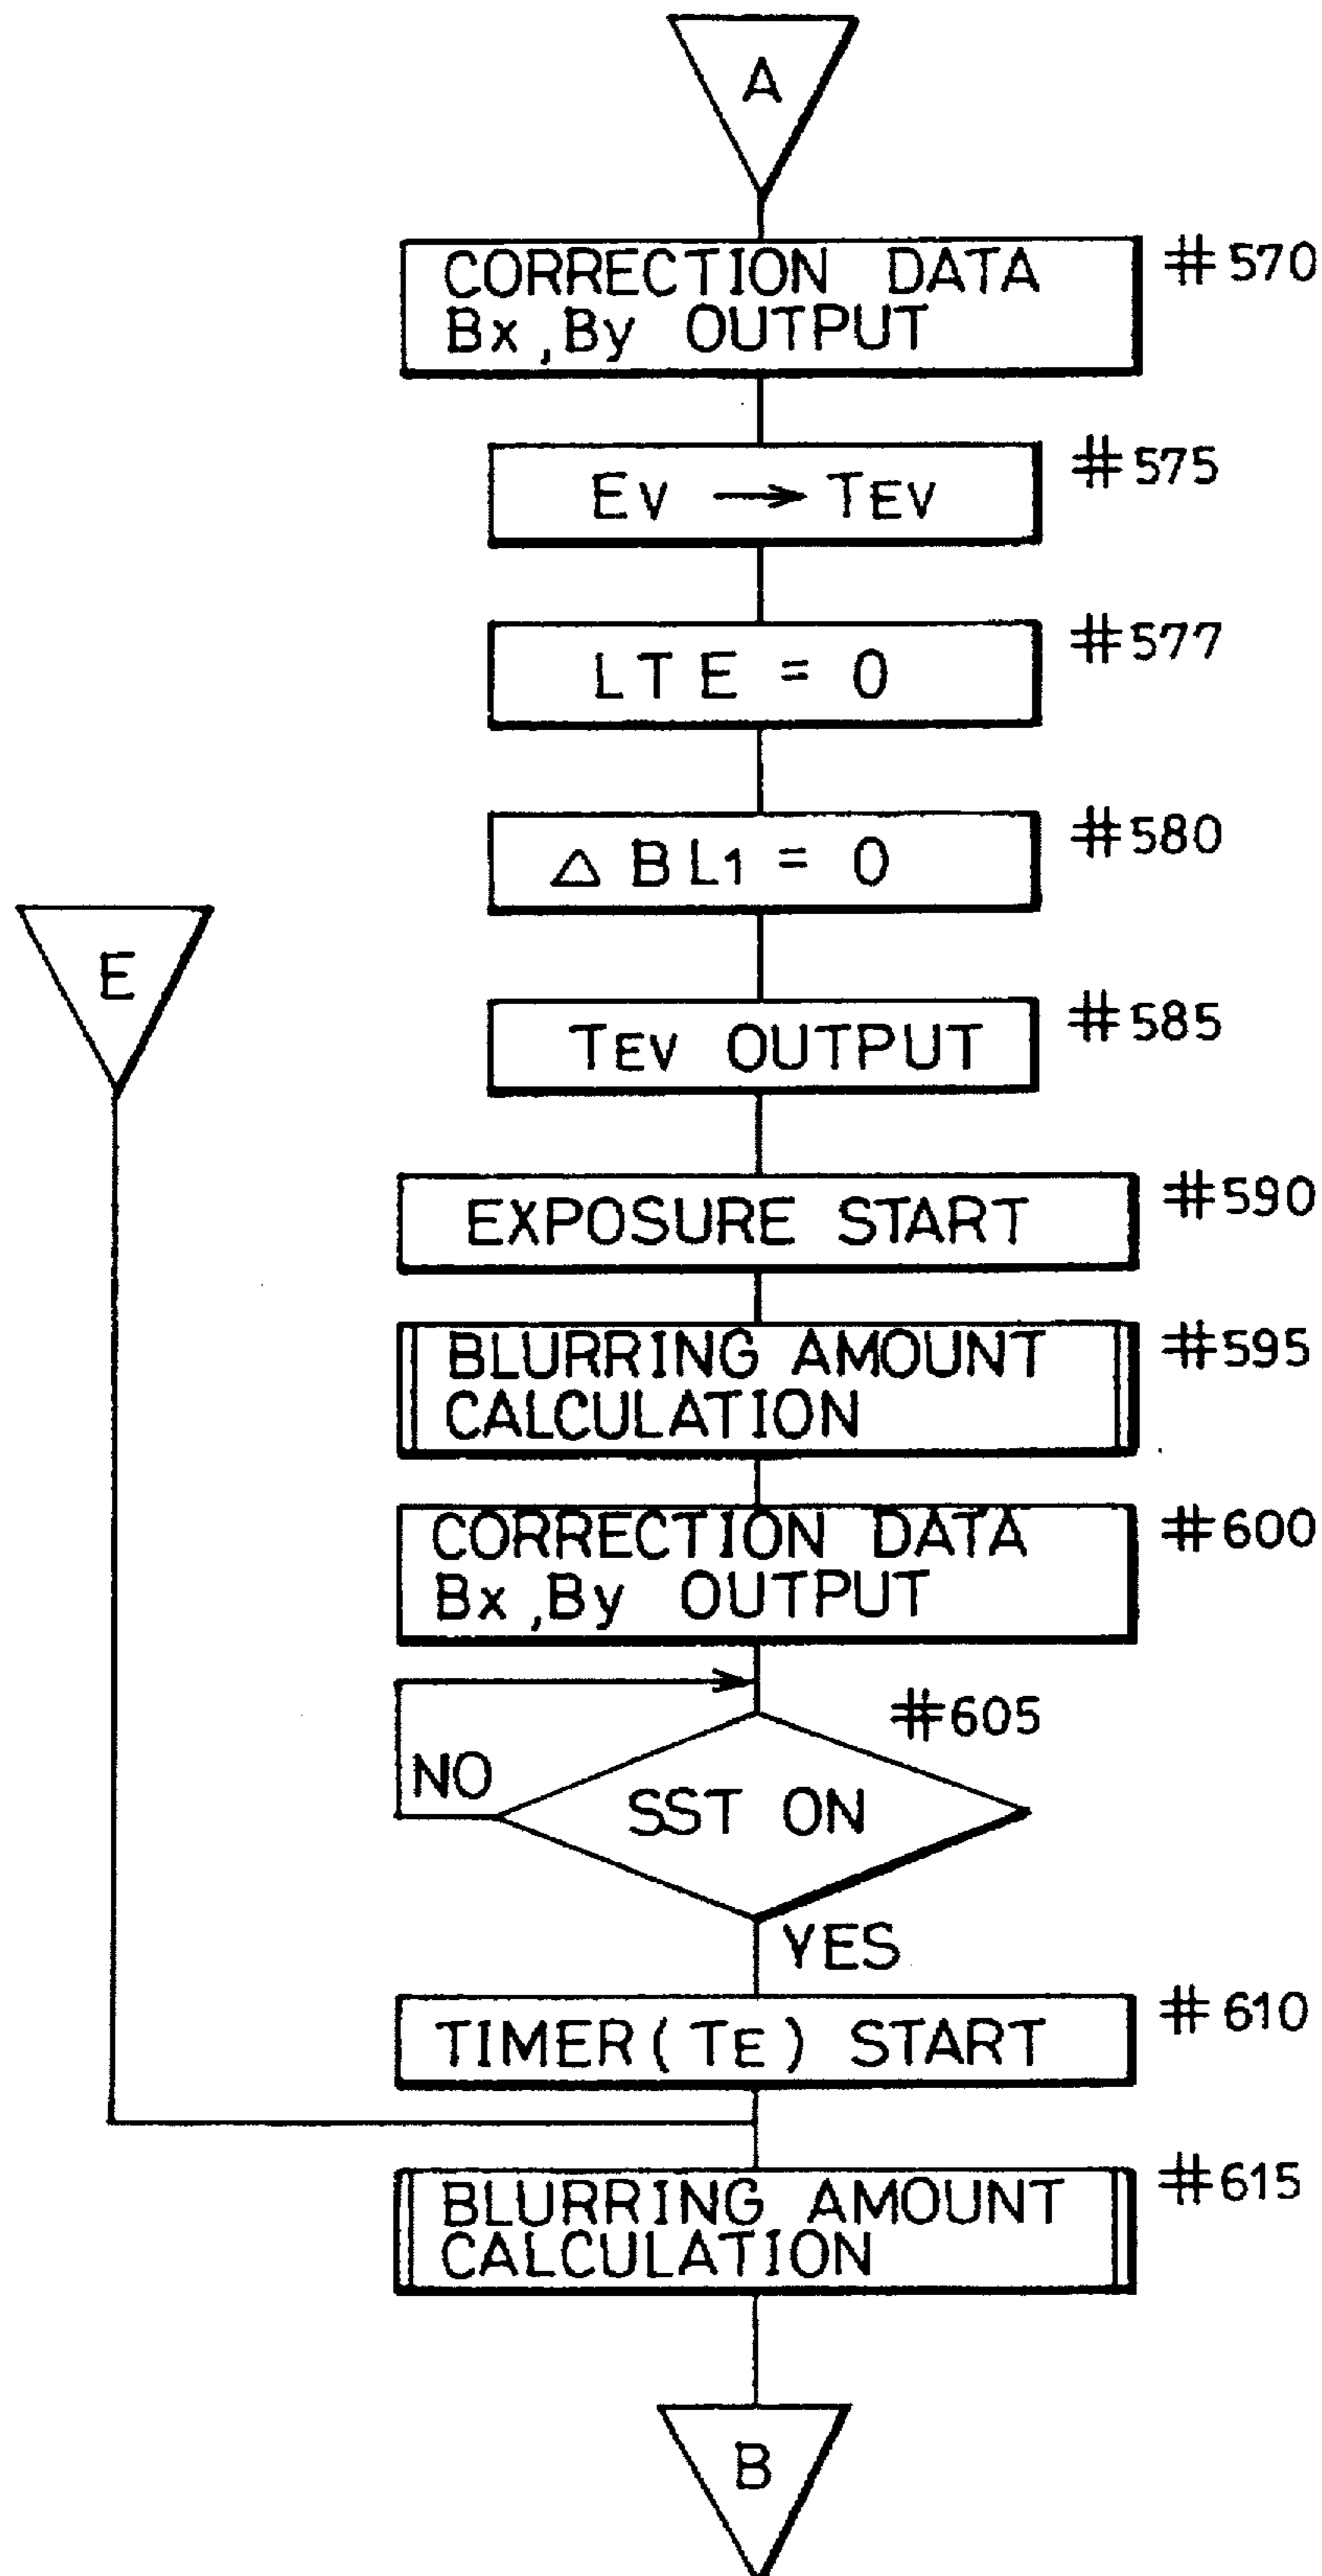 A
CORRECTION DATA
Bx,By OUTPUT
#570
EV → TEV
#575
LTE = 0
#577
△BL1 = 0
#580
E
TEV OUTPUT
#585
EXPOSURE START
#590
BLURRING AMOUNT
CALCULATION
#595
CORRECTION DATA
Bx,By OUTPUT
#600
#605
NO
SST ON
YES
TIMER(TE) START
#610
BLURRING AMOUNT
CALCULATION
#615
B